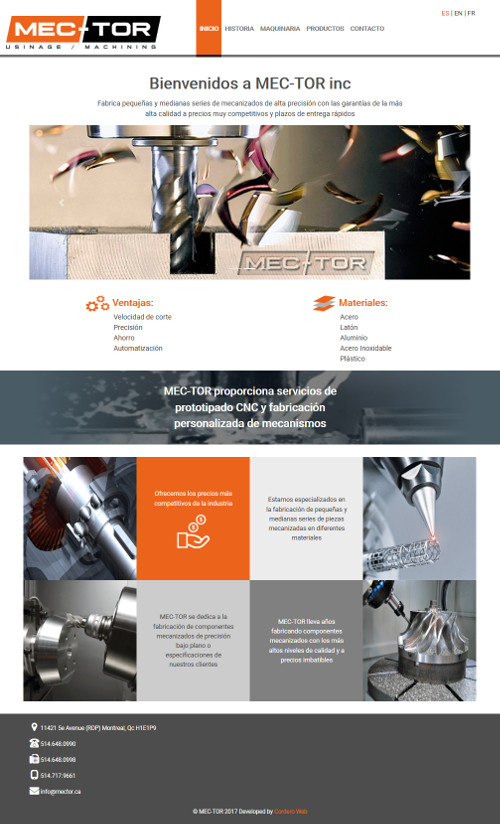 MEC-TOR
USINAGE / MACHINING
INICIO HISTORIA MAQUINARIA PRODUCTOS CONTACTO
ES | EN | FR
Bienvenidos a MEC-TOR inc
Fabrica pequeñas y medianas series de mecanizados de alta precisión con las garantías de la más
alta calidad a precios muy competitivos y plazos de entrega rápidos
MEC-TOR
Ventajas:
Velocidad de corte
Precisión
Ahorro
Automatización
Materiales:
Acero
Latón
Aluminio
Acero Inoxidable
Plástico
MEC-TOR proporciona servicios de
prototipado CNC y fabricación
personalizada de mecanismos
Ofrecemos los precios más
competitivos de la industria
Estamos especializados en
la fabricación de pequeñas y
medianas series de piezas
mecanizadas en diferentes
materiales
MEC-TOR se dedica a la
fabricación de componentes
mecanizados de precisión
bajo plano o
especificaciones de
nuestros clientes
MEC-TOR lleva años
fabricando componentes
mecanizados con los más
altos niveles de calidad y a
precios imbatibles
11421 5e Avenue (RDP) Montreal, Qc H1E1P9
514.648.0990
514.648.0998
514.717.9661
info@mector.ca
© MEC-TOR 2017 Developed by Contacto Web